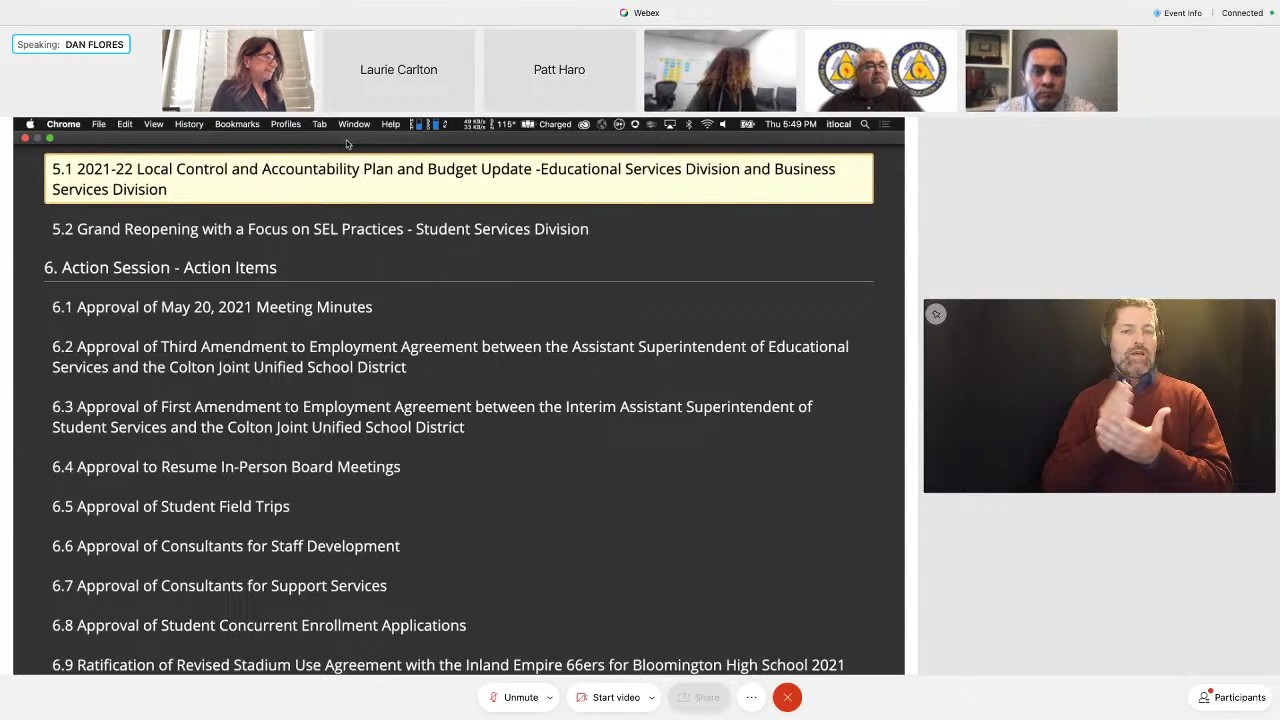 Webex
Event Info
Connected
Speaking: DAN FLORES
Laurie Carlton
Patt Haro
CJUSD
CJUSD
Chrome File Edit View History Bookmarks Profiles Tab Window Help
49 KB/s
33 KB/s
115°
Charged
Thu 5:49 PM itlocal
5.1 2021-22 Local Control and Accountability Plan and Budget Update -Educational Services Division and Business
Services Division
5.2 Grand Reopening with a Focus on SEL Practices - Student Services Division
6. Action Session - Action Items
6.1 Approval of May 20, 2021 Meeting Minutes
6.2 Approval of Third Amendment to Employment Agreement between the Assistant Superintendent of Educational
Services and the Colton Joint Unified School District
6.3 Approval of First Amendment to Employment Agreement between the Interim Assistant Superintendent of
Student Services and the Colton Joint Unified School District
6.4 Approval to Resume In-Person Board Meetings
6.5 Approval of Student Field Trips
6.6 Approval of Consultants for Staff Development
6.7 Approval of Consultants for Support Services
6.8 Approval of Student Concurrent Enrollment Applications
6.9 Ratification of Revised Stadium Use Agreement with the Inland Empire 66ers for Bloomington High School 2021
Unmute
Start video
Share
Participants